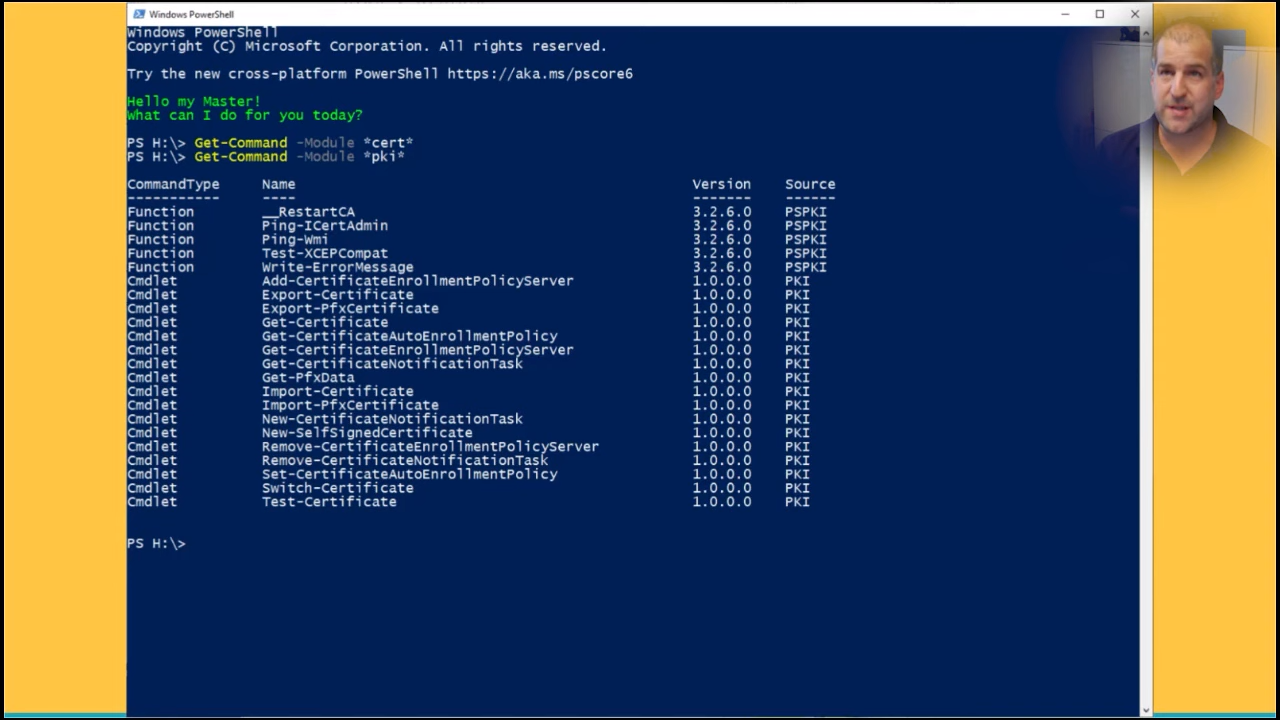 Windows PowerShell
Windows PowerShell
Copyright (C) Microsoft Corporation. All rights reserved.
Try the new cross-platform PowerShell https://aka.ms/pscore6
Hello my Master!
What can I do for you today?
PS H:\> Get-Command -Module *cert*
PS H:\> Get-Command -Module *pki*
CommandType Name Version Source
----------- ---- ------- ------
Function __RestartCA 3.2.6.0 PSPKI
Function Ping-ICertAdmin 3.2.6.0 PSPKI
Function Ping-Wmi 3.2.6.0 PSPKI
Function Test-XCEPCompat 3.2.6.0 PSPKI
Function Write-ErrorMessage 3.2.6.0 PSPKI
Cmdlet Add-CertificateEnrollmentPolicyServer 1.0.0.0 PKI
Cmdlet Export-Certificate 1.0.0.0 PKI
Cmdlet Export-PfxCertificate 1.0.0.0 PKI
Cmdlet Get-Certificate 1.0.0.0 PKI
Cmdlet Get-CertificateAutoEnrollmentPolicy 1.0.0.0 PKI
Cmdlet Get-CertificateEnrollmentPolicyServer 1.0.0.0 PKI
Cmdlet Get-CertificateNotificationTask 1.0.0.0 PKI
Cmdlet Get-PfxData 1.0.0.0 PKI
Cmdlet Import-Certificate 1.0.0.0 PKI
Cmdlet Import-PfxCertificate 1.0.0.0 PKI
Cmdlet New-CertificateNotificationTask 1.0.0.0 PKI
Cmdlet New-SelfSignedCertificate 1.0.0.0 PKI
Cmdlet Remove-CertificateEnrollmentPolicyServer 1.0.0.0 PKI
Cmdlet Remove-CertificateNotificationTask 1.0.0.0 PKI
Cmdlet Set-CertificateAutoEnrollmentPolicy 1.0.0.0 PKI
Cmdlet Switch-Certificate 1.0.0.0 PKI
Cmdlet Test-Certificate 1.0.0.0 PKI
PS H:\>